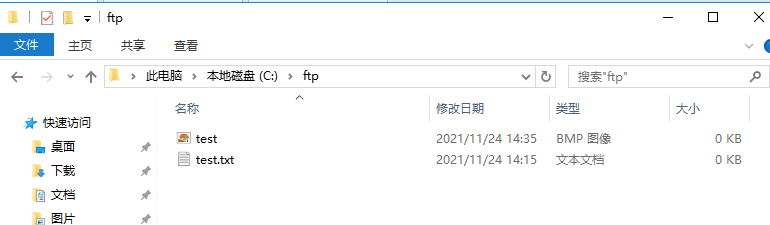 ftp
文件 主页 共享 查看
此电脑 本地磁盘 (C:) ftp 搜索"ftp"
名称 修改日期 类型 大小
快速访问
test 2021/11/24 14:35 BMP 图像 0 KB
桌面
test.txt 2021/11/24 14:15 文本文档 0 KB
下载
文档
图片